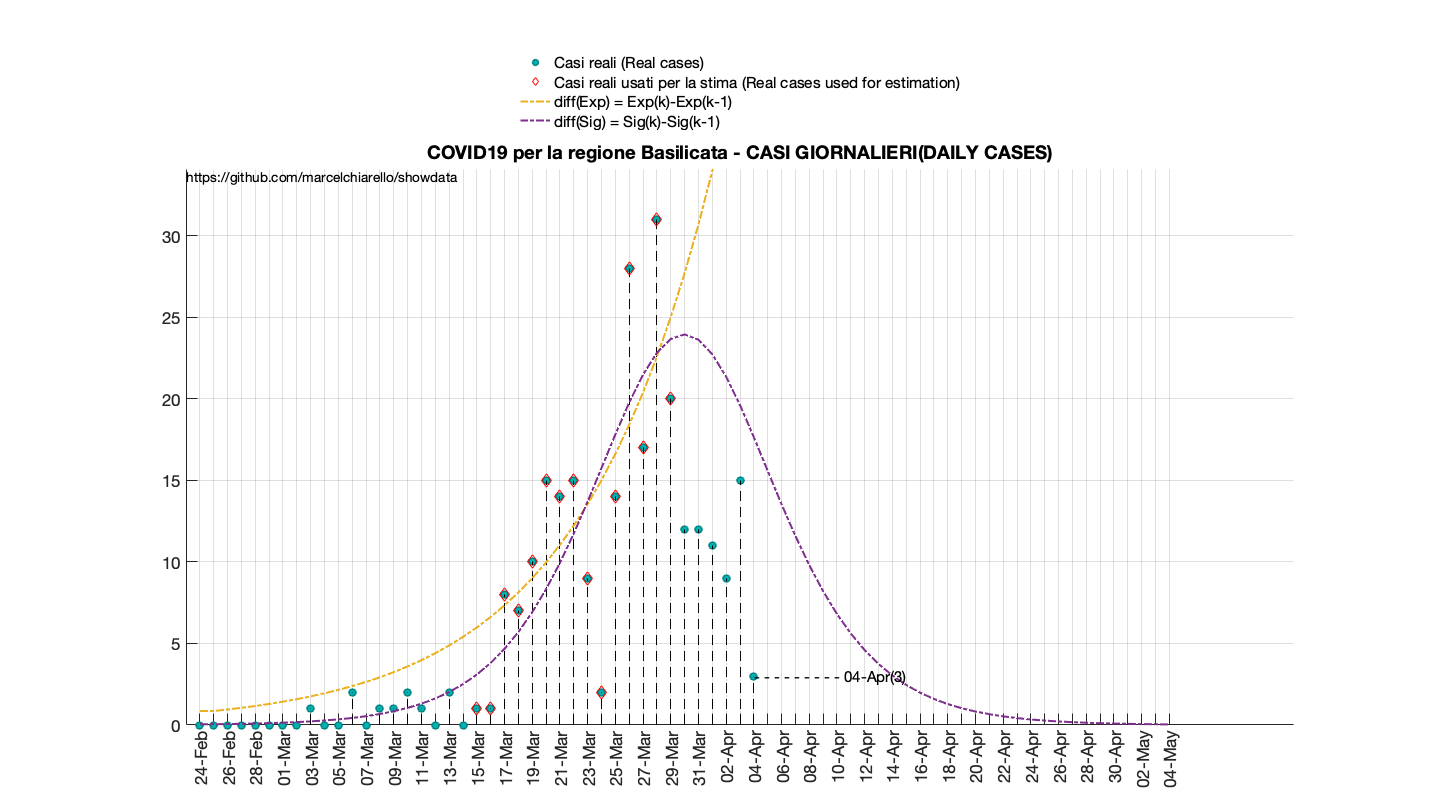 Casi reali (Real cases)
Casi reali usati per la stima (Real cases used for estimation)
diff(Exp) = Exp(k)-Exp(k-1)
diff(Sig) = Sig(k)-Sig(k-1)
COVID19 per la regione Basilicata - CASI GIORNALIERI(DAILY CASES)
https://github.com/marcelchiarello/showdata
30
25
20
15
10
5
0
04-Apr(3)
24-Feb
26-Feb
28-Feb
01-Mar
03-Mar
05-Mar
07-Mar
09-Mar
11-Mar
13-Mar
15-Mar
17-Mar
19-Mar
21-Mar
23-Mar
25-Mar
27-Mar
29-Mar
31-Mar
02-Apr
04-Apr
06-Apr
08-Apr
10-Apr
12-Apr
14-Apr
16-Apr
18-Apr
20-Apr
22-Apr
24-Apr
26-Apr
28-Apr
30-Apr
02-May
04-May